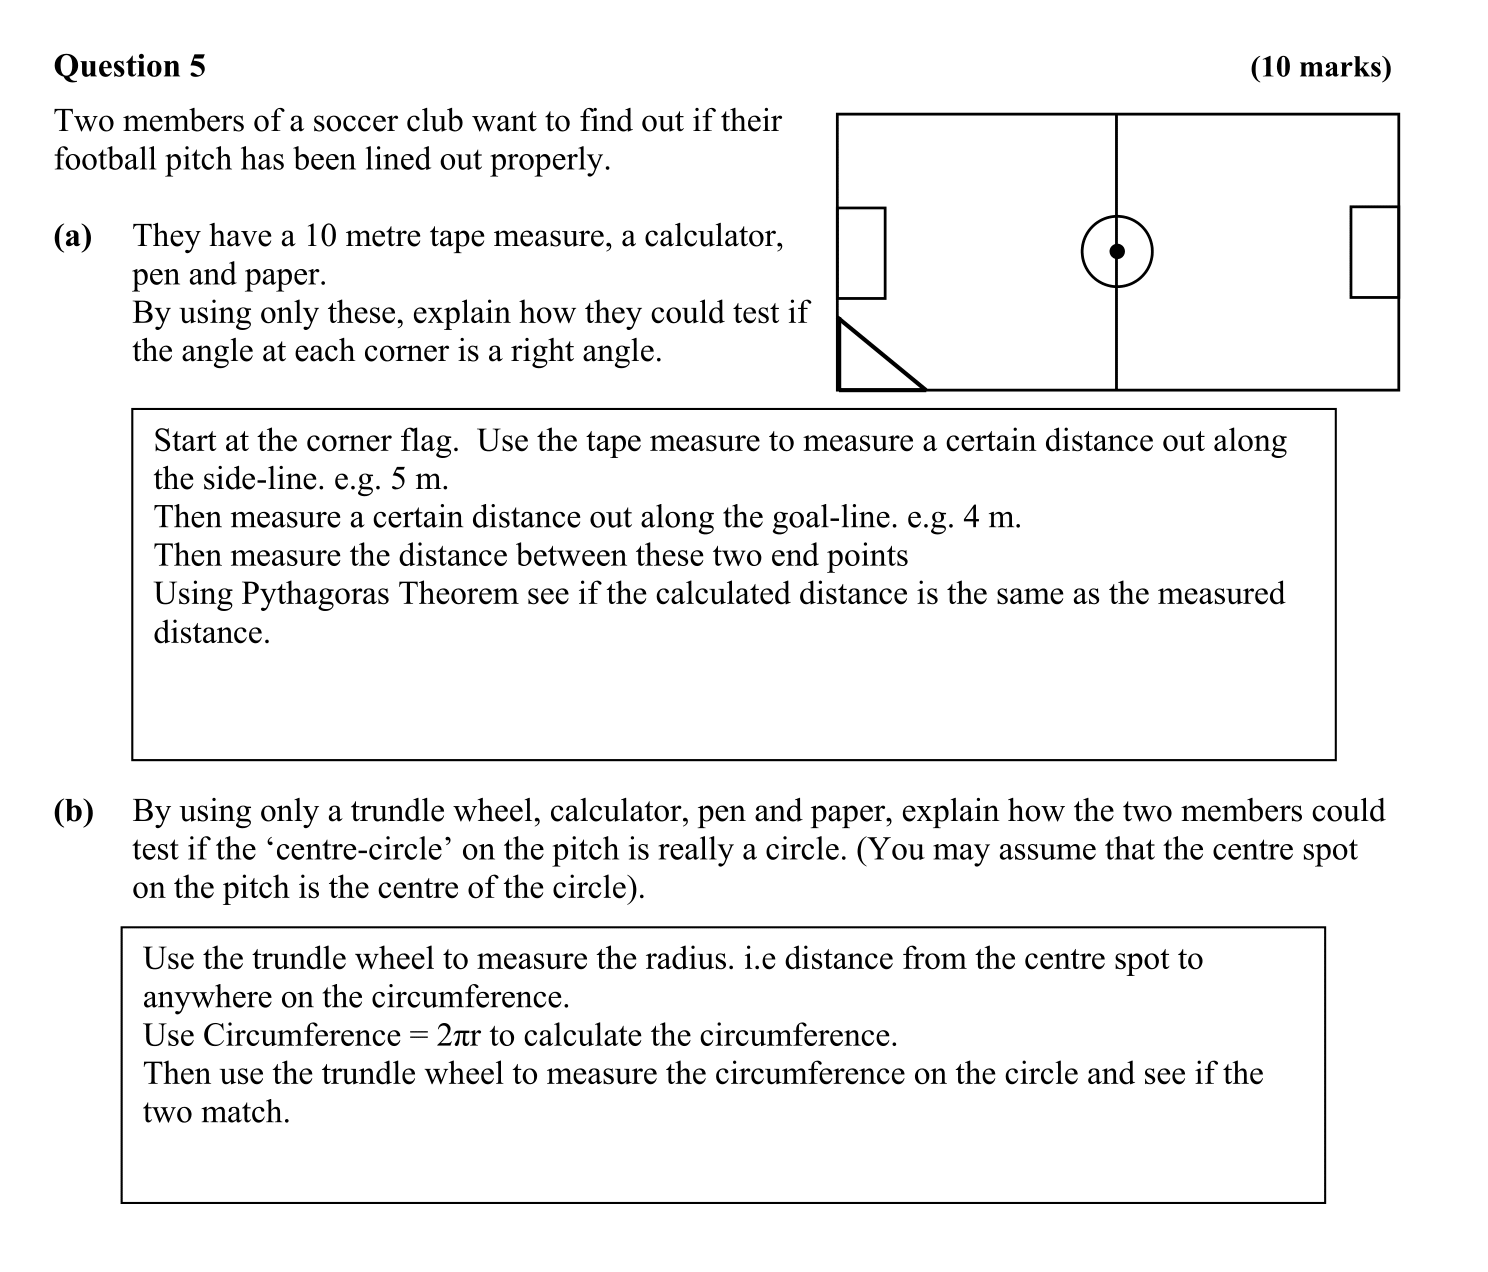 Question 5 (10 marks)
Two members of a soccer club want to find out if their
football pitch has been lined out properly.
(a) They have a 10 metre tape measure, a calculator,
pen and paper.
By using only these, explain how they could test if
the angle at each corner is a right angle.
Start at the corner flag.  Use the tape measure to measure a certain distance out along
the side-line. e.g. 5 m.
Then measure a certain distance out along the goal-line. e.g. 4 m.
Then measure the distance between these two end points
Using Pythagoras Theorem see if the calculated distance is the same as the measured
distance.
(b) By using only a trundle wheel, calculator, pen and paper, explain how the two members could
test if the ‘centre-circle’ on the pitch is really a circle. (You may assume that the centre spot
on the pitch is the centre of the circle).
Use the trundle wheel to measure the radius. i.e distance from the centre spot to
anywhere on the circumference.
Use Circumference = 2πr to calculate the circumference.
Then use the trundle wheel to measure the circumference on the circle and see if the
two match.